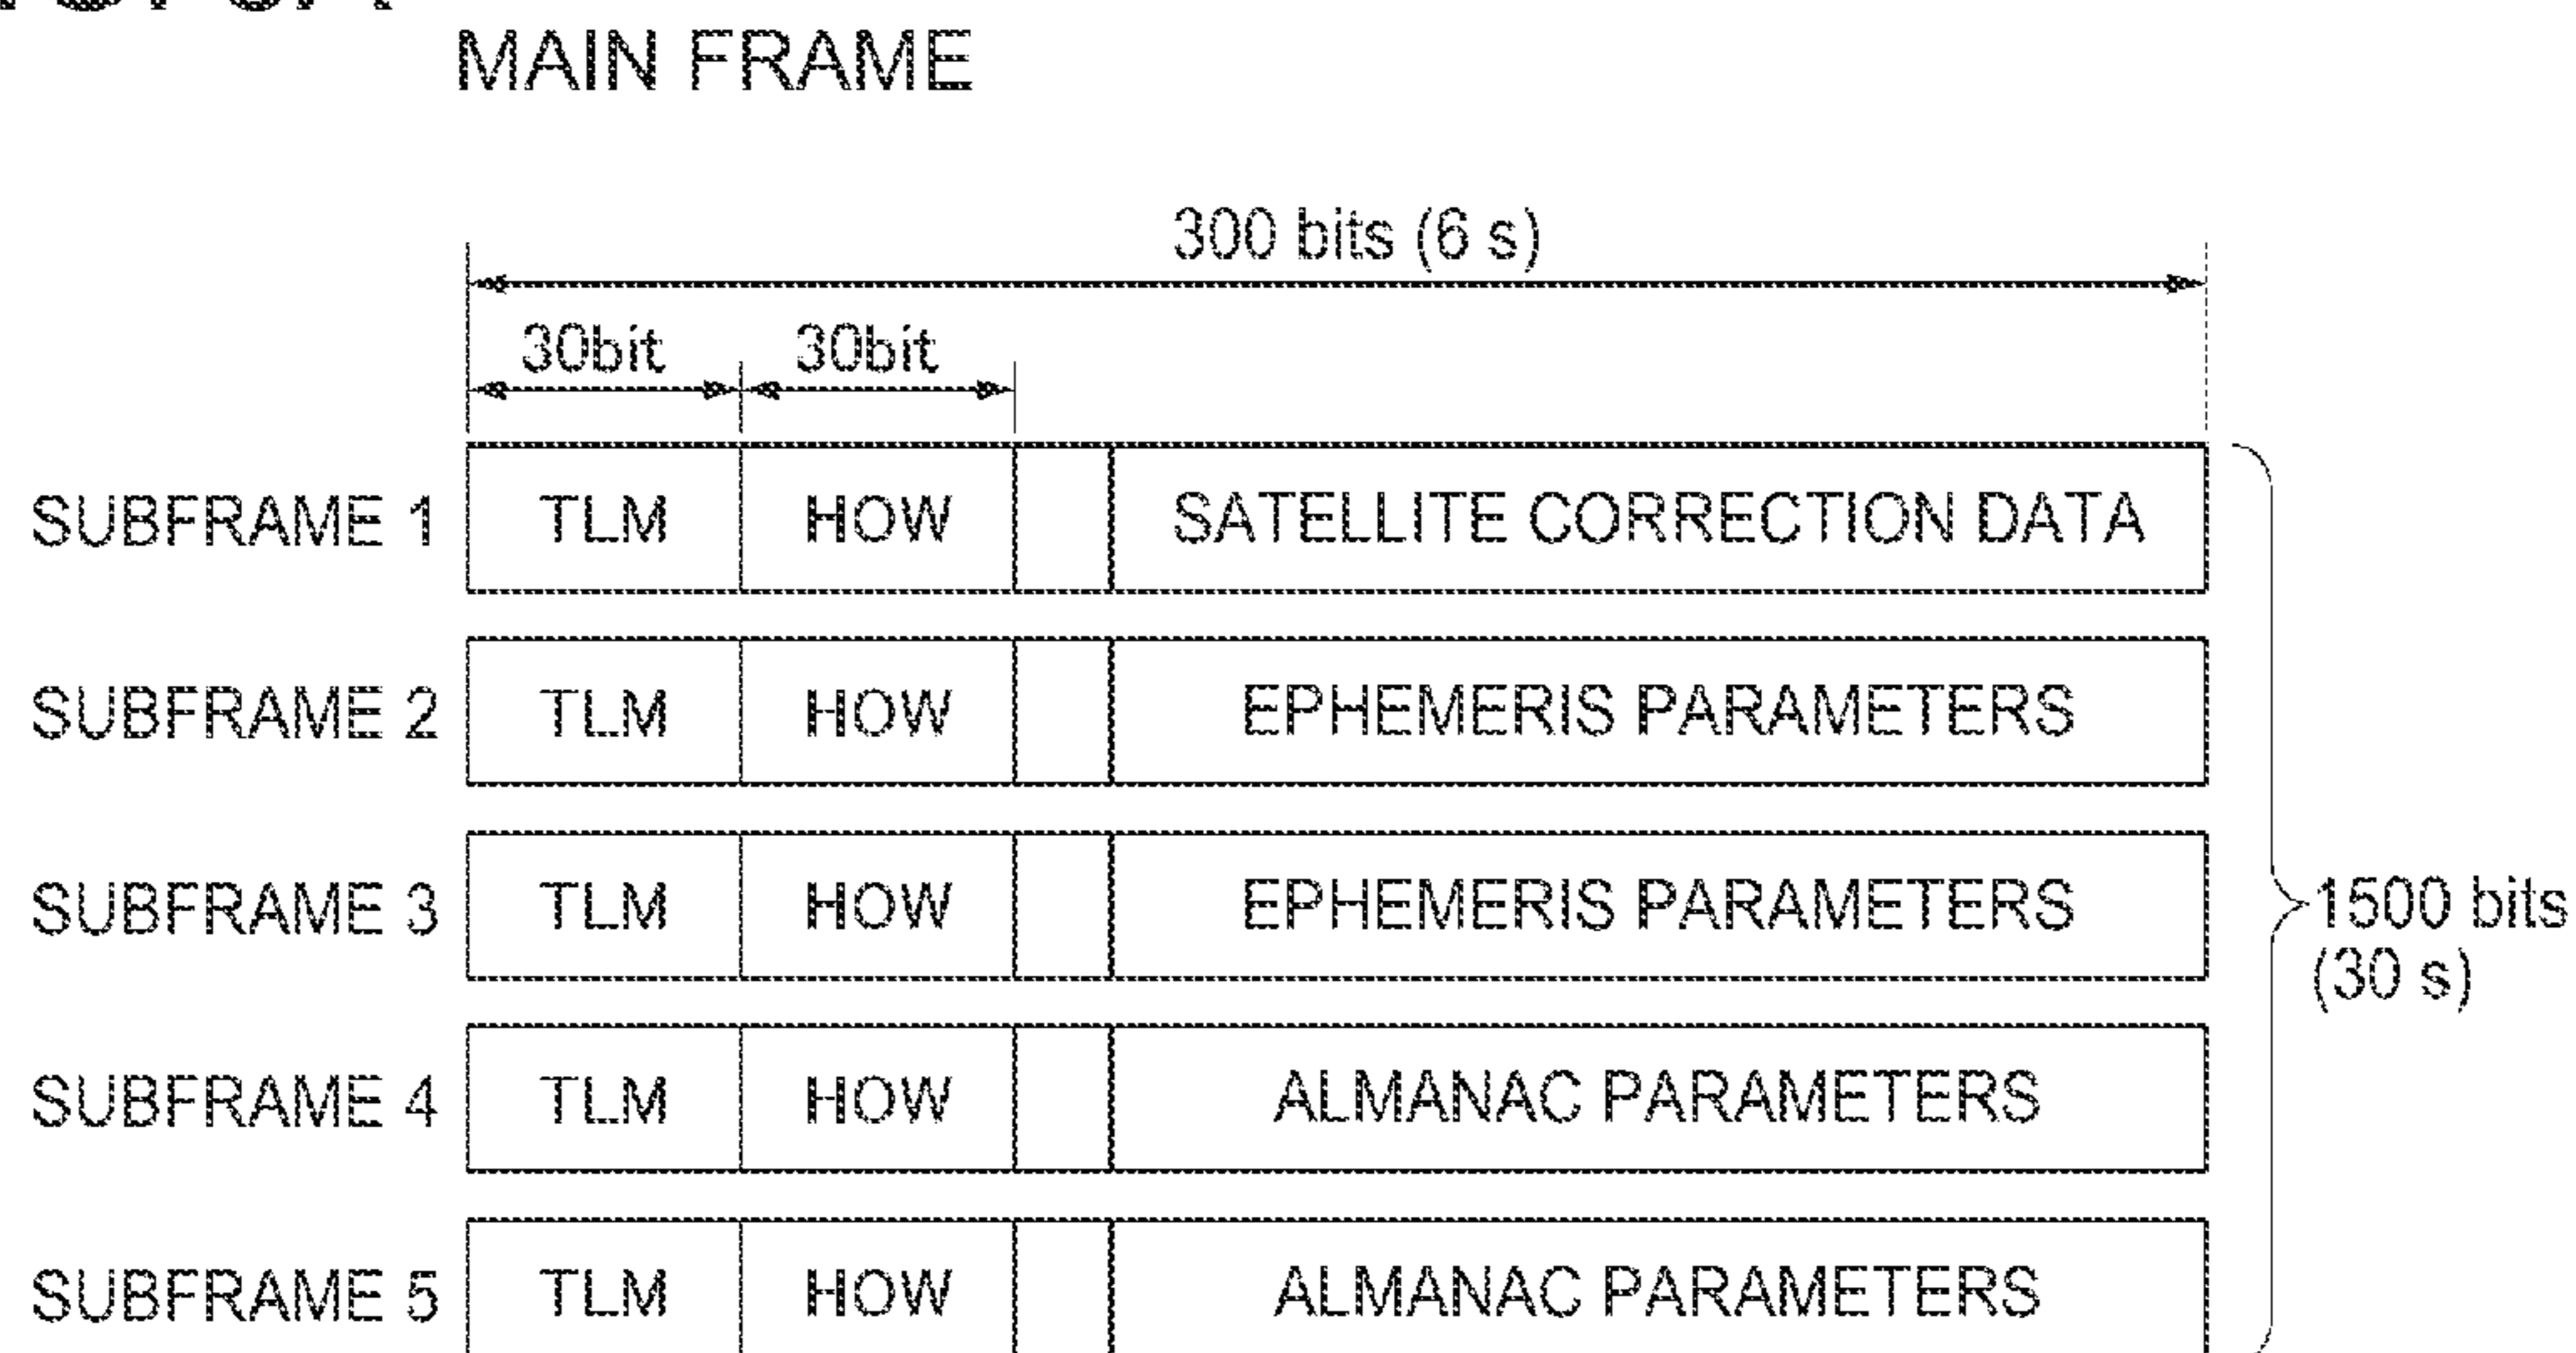 MAIN FRAME
300 bits (6 s)
30bit 30bit
SUBFRAME 1 TLM HOW SATELLITE CORRECTION DATA
SUBFRAME 2 TLM HOW EPHEMERIS PARAMETERS
SUBFRAME 3 TLM HOW EPHEMERIS PARAMETERS
1500 bits
(30 s)
SUBFRAME 4 TLM HOW ALMANAC PARAMETERS
SUBFRAME 5 TLM HOW ALMANAC PARAMETERS